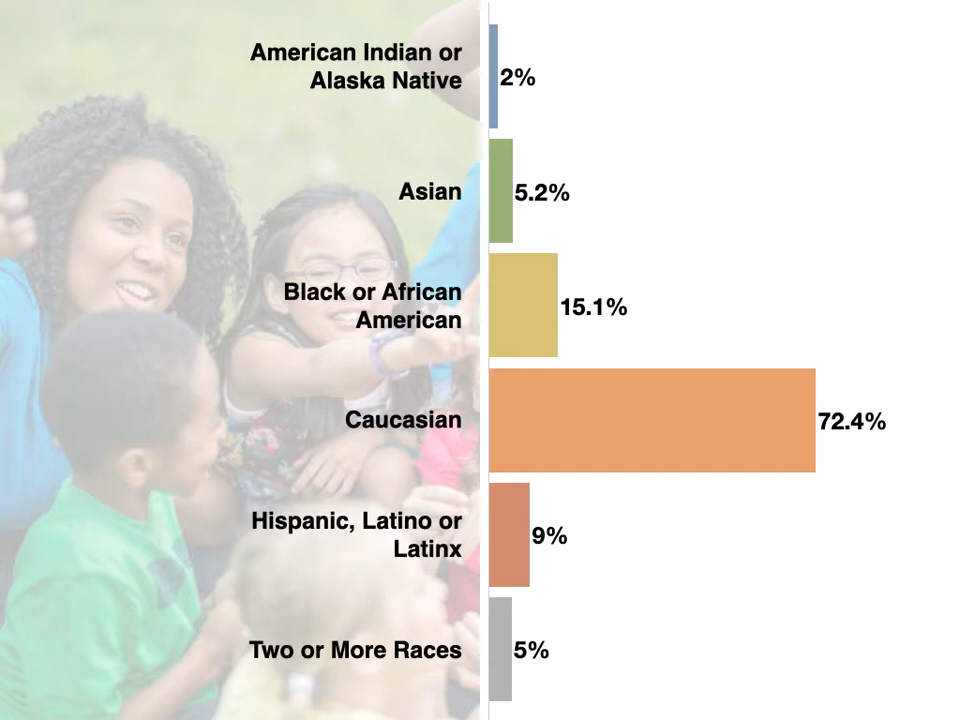 American Indian or
Alaska Native
2%
Asian
5.2%
Black or African
American
15.1%
Caucasian
72.4%
Hispanic, Latino or
Latinx
9%
Two or More Races
5%